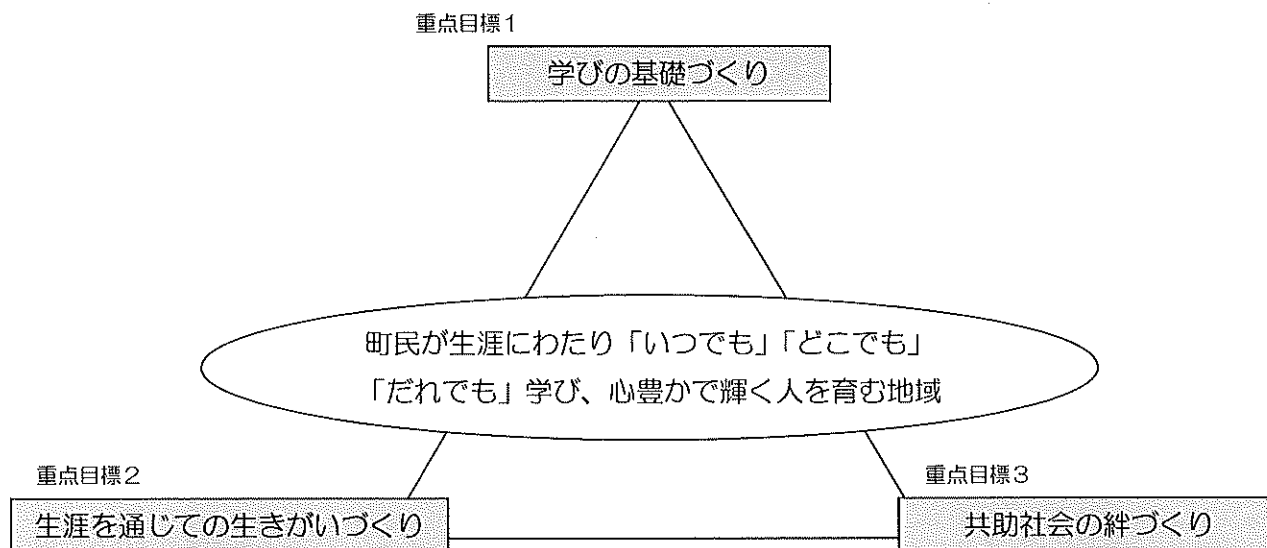 重点目標1
学びの基礎づくり
町民が生涯にわたり「いつでも」「どこでも」
「だれでも」学び、心豊かで輝く人を育む地域
重点目標2
生涯を通じての生きがいづくり
重点目標3
共助社会の絆づくり